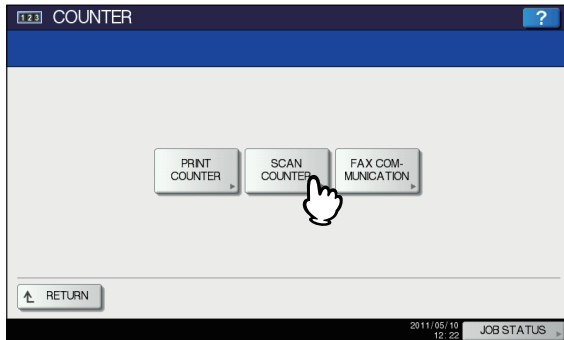 123 COUNTER
?
PRINT
COUNTER
SCAN
COUNTER
FAX COM-
MUNICATION
RETURN
2011/05/10
12:22
JOB STATUS